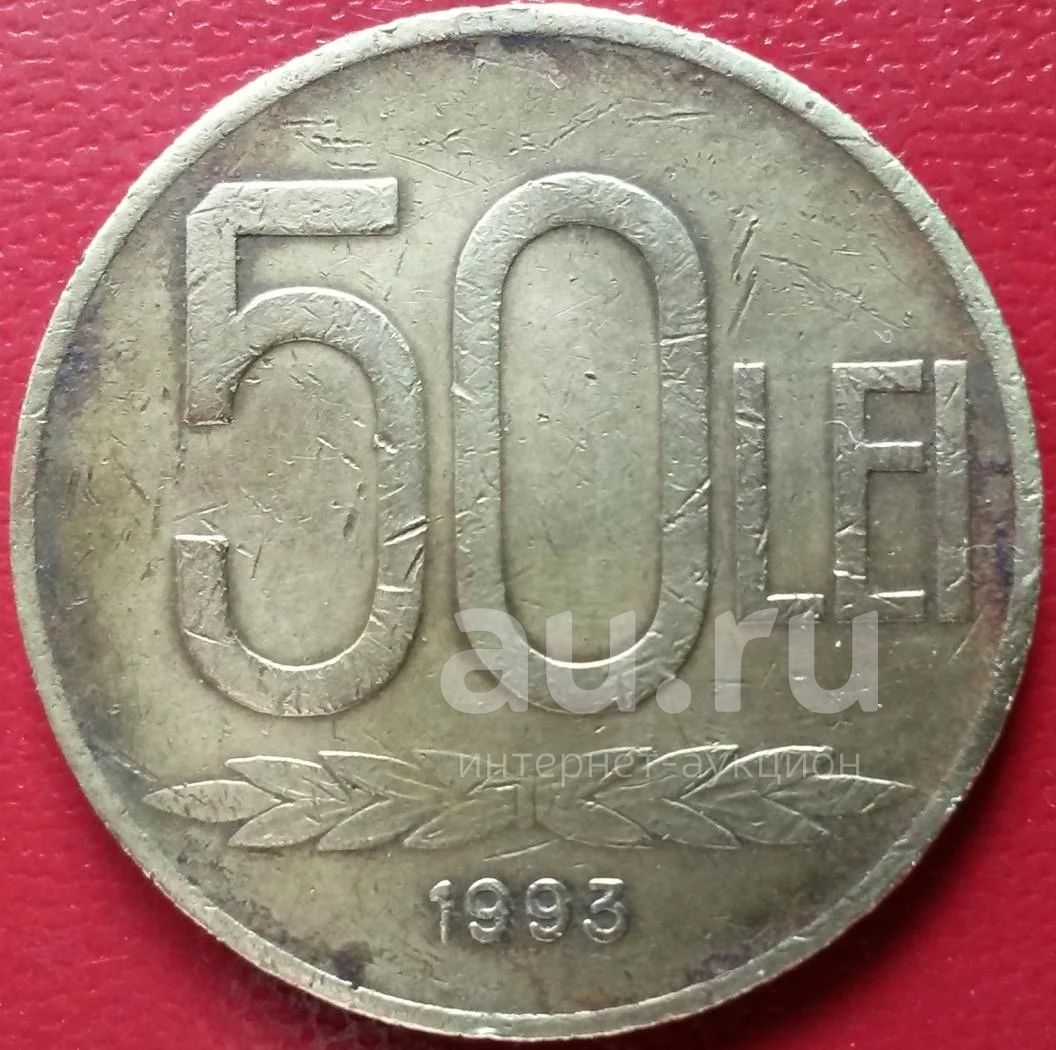 50 LEI
au.ru
интернет-аукцион
1993